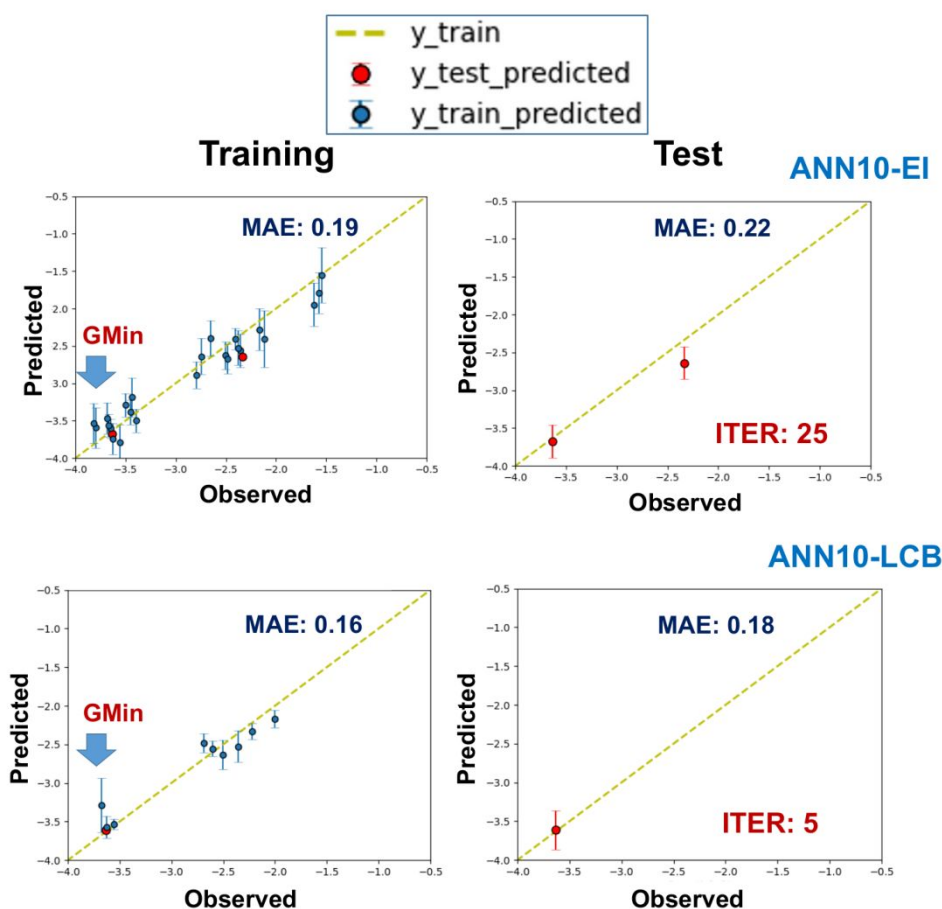 y_train
y_test_predicted
y_train_predicted
Training
Test
ANN10-EI
−0.5
−1.0
−1.5
2.0
2.5
3.0
3.5
−4.0
−4.0
−3.5
−3.0
−2.5
−2.0
−1.5
−1.0
−0.5
MAE: 0.19
GMin
Predicted
Observed
−0.5
−1.0
−1.5
−2.0
−2.5
−3.0
−3.5
−4.0
−4.0
−3.5
−3.0
−2.5
−2.0
−1.5
−1.0
−0.5
MAE: 0.22
ITER: 25
Predicted
Observed
ANN10-LCB
−0.5
−1.0
−1.5
−2.0
−2.5
−3.0
−3.5
−4.0
−4.0
−3.5
−3.0
−2.5
−2.0
−1.5
−1.0
−0.5
MAE: 0.16
GMin
Predicted
Observed
−0.5
−1.0
−1.5
−2.0
−2.5
−3.0
−3.5
−4.0
−4.0
−3.5
−3.0
−2.5
−2.0
−1.5
−1.0
−0.5
MAE: 0.18
ITER: 5
Predicted
Observed